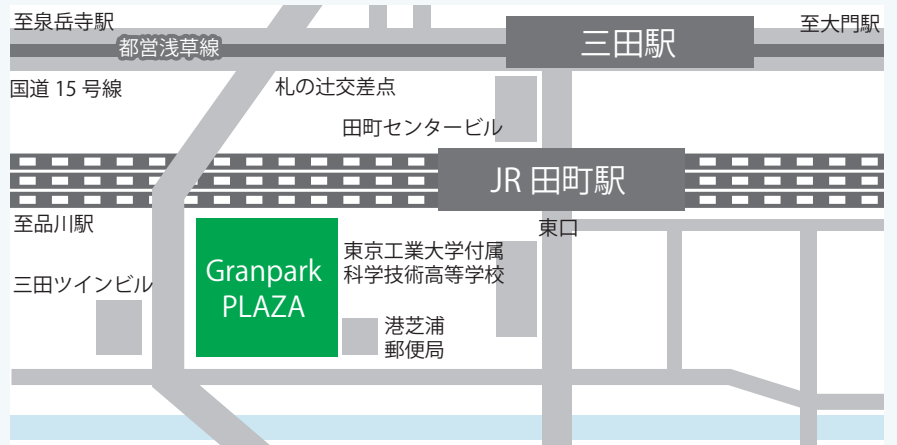 至泉岳寺駅
都営浅草線
三田駅
至大門駅
国道 15 号線
札の辻交差点
田町センタービル
JR 田町駅
至品川駅
東口
三田ツインビル
Granpark
PLAZA
東京工業大学付属
科学技術高等学校
港芝浦
郵便局